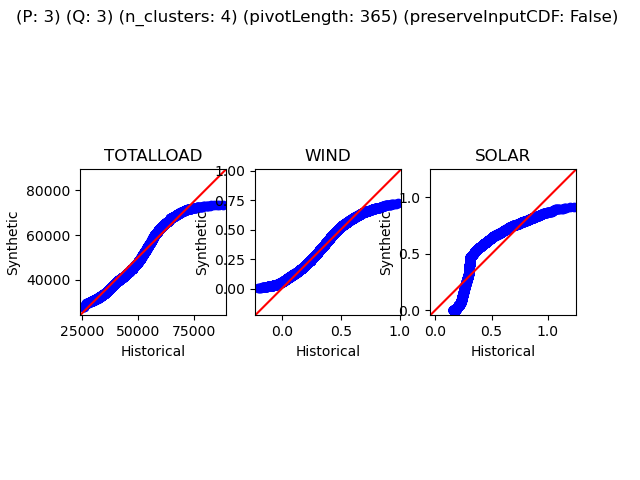 (P: 3) (Q: 3) (n_clusters: 4) (pivotLength: 365) (preserveInputCDF: False)
TOTALLOAD
80000
60000
40000
Synthetic
25000 50000 75000
Historical
WIND
1.00
0.75
0.50
0.25
0.00
Synthetic
0.0 0.5 1.0
Historical
SOLAR
1.0
0.5
0.0
Synthetic
0.0 0.5 1.0
Historical